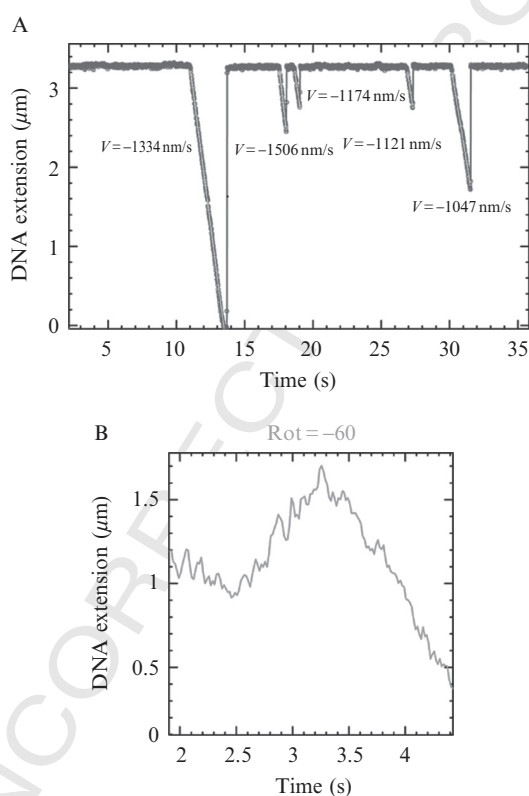 A
DNA extension (μm)
3
2
1
0
V=−1334 nm/s
V=−1506 nm/s
V=−1174 nm/s
V=−1121 nm/s
V=−1047 nm/s
5 10 15 20 25 30 35
Time (s)
B
Rot=−60
DNA extension (μm)
1.5
1
0.5
0
2 2.5 3 3.5 4
Time (s)